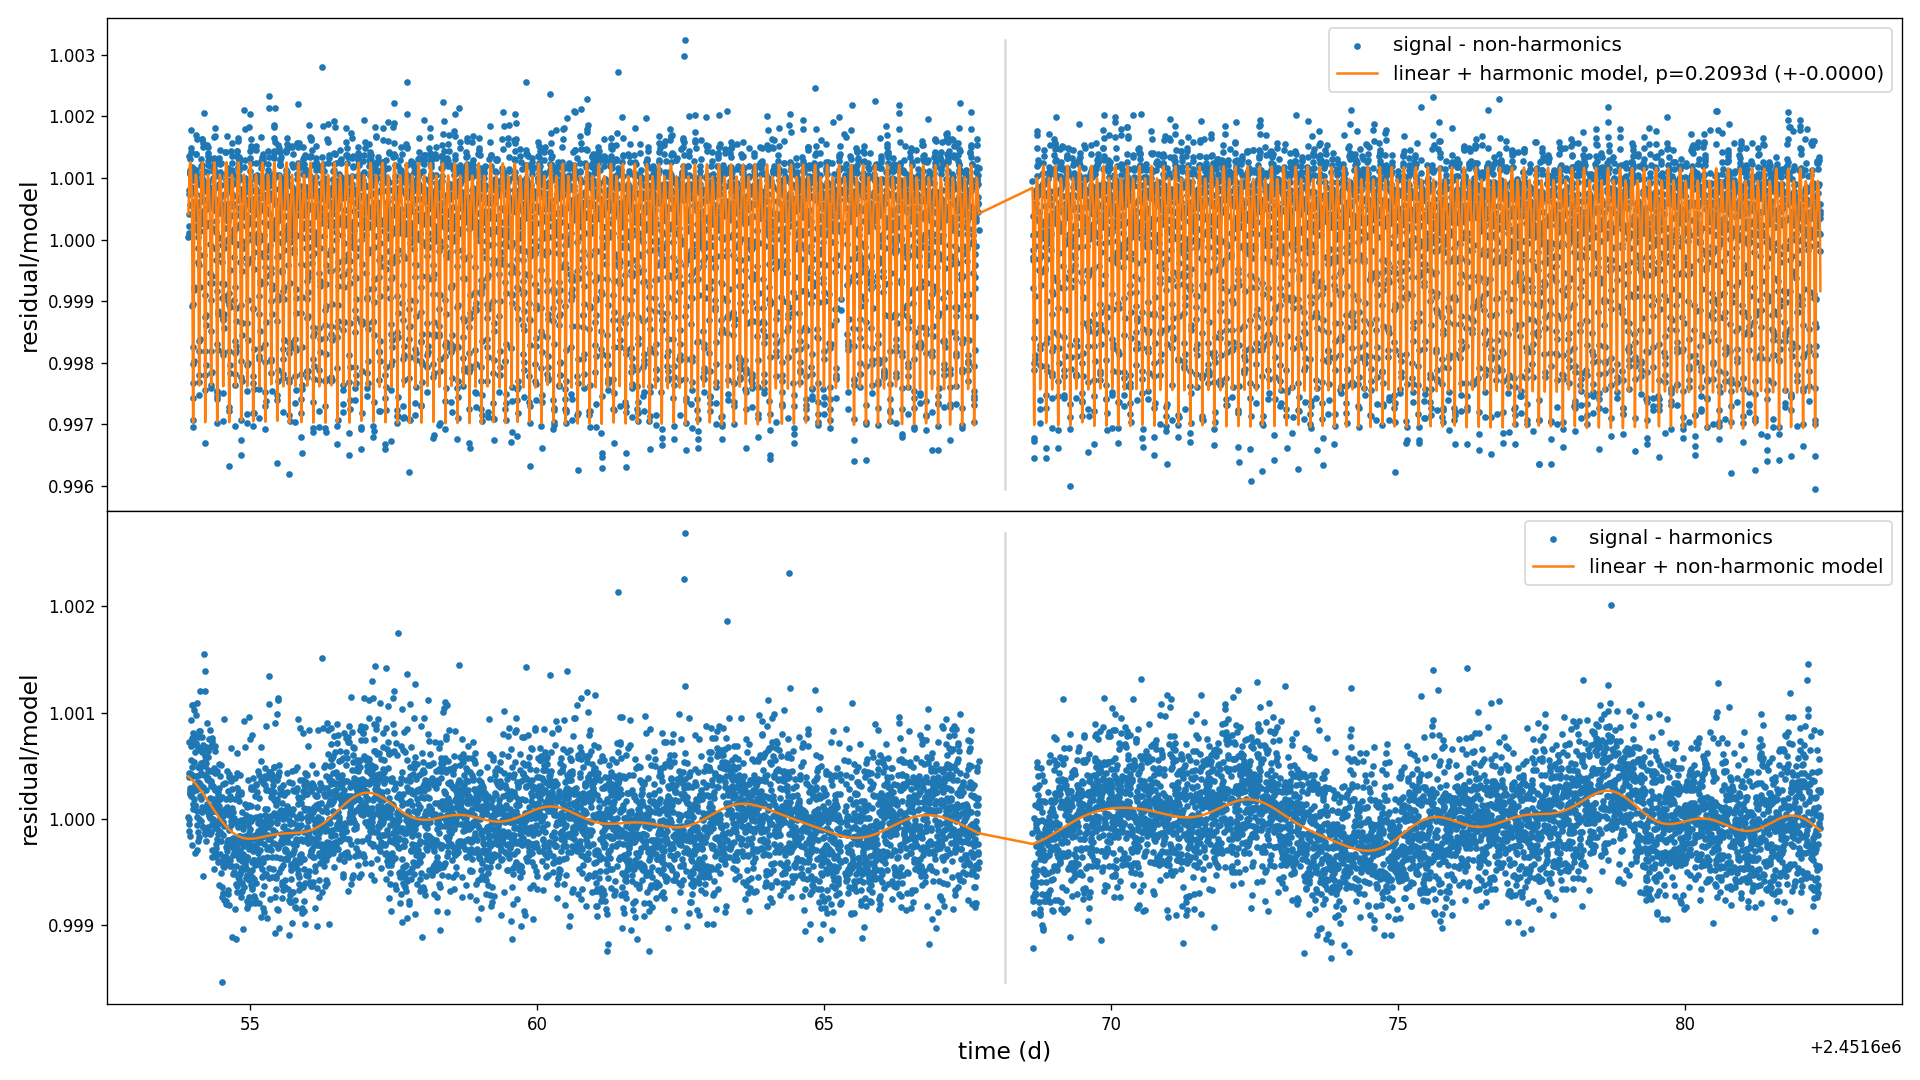 signal - non-harmonics
linear + harmonic model, p=0.2093d (+-0.0000)
1.003
1.002
1.001
1.000
0.999
0.998
0.997
0.996
residual/model
signal - harmonics
linear + non-harmonic model
1.002
1.001
1.000
0.999
residual/model
55
60
65
70
75
80
time (d)
+2.4516e6